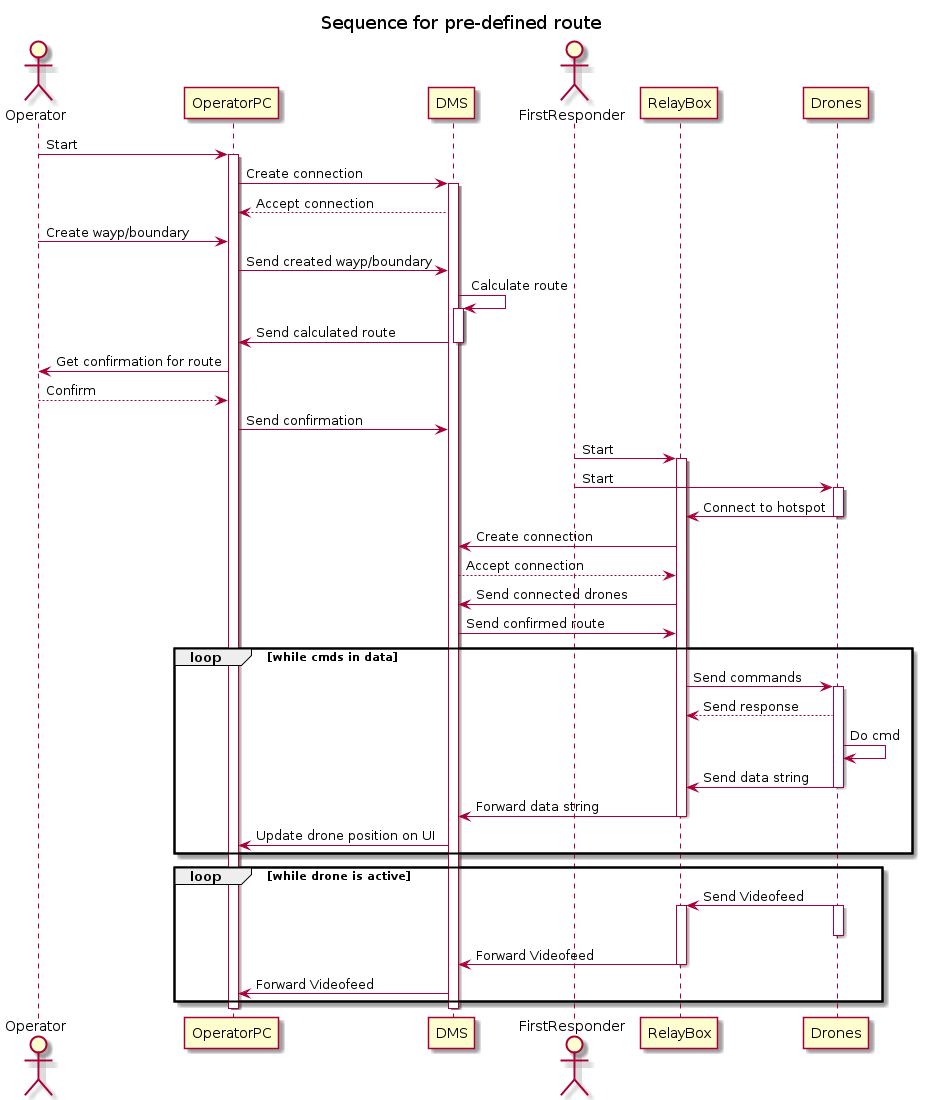 Sequence for pre-defined route
Operator
OperatorPC
DMS
FirstResponder
RelayBox
Drones
Start
Create connection
Accept connection
Create wayp/boundary
Send created wayp/boundary
Calculate route
Send calculated route
Get confirmation for route
Confirm
Send confirmation
Start
Start
Connect to hotspot
Create connection
Accept connection
Send connected drones
Send confirmed route
loop [while cmds in data]
Send commands
Send response
Do cmd
Send data string
Forward data string
Update drone position on UI
loop [while drone is active]
Send Videofeed
Forward Videofeed
Forward Videofeed
Operator
OperatorPC
DMS
FirstResponder
RelayBox
Drones